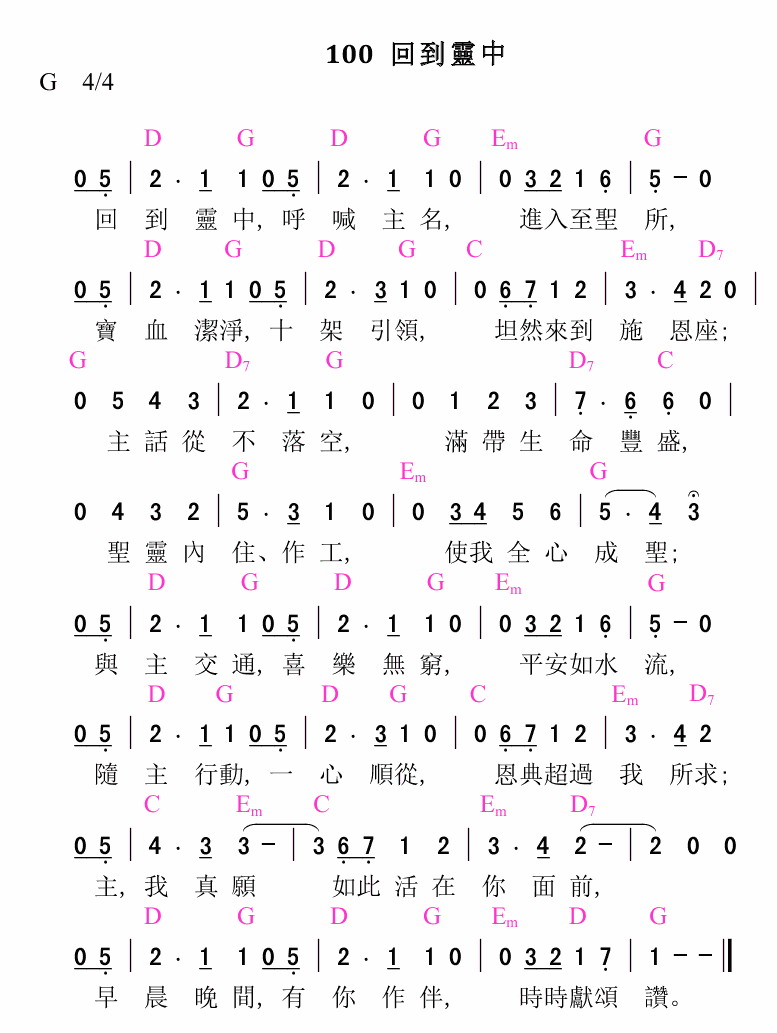 100 回到靈中
G 4/4
D G D G Em G
0 5 | 2 · 1 1 0 5 | 2 · 1 1 0 | 0 3 2 1 6 | 5 - 0
回 到 靈 中, 呼 喊 主 名, 進入至聖 所,
D G D G C Em D7
0 5 | 2 · 1 1 0 5 | 2 · 3 1 0 | 0 6 7 1 2 | 3 · 4 2 0 |
寶 血 潔淨, 十 架 引領, 坦然來到 施 恩座;
G D7 G D7 C
0 5 4 3 | 2 · 1 1 0 | 0 1 2 3 | 7 · 6 6 0 |
主 話 從 不 落 空, 滿 帶 生 命 豐 盛,
G Em G
0 4 3 2 | 5 · 3 1 0 | 0 3 4 5 6 | 5 · 4 3
聖 靈 內 住、作 工, 使我 全 心 成 聖;
D G D G Em G
0 5 | 2 · 1 1 0 5 | 2 · 1 1 0 | 0 3 2 1 6 | 5 - 0
與 主 交 通, 喜 樂 無 窮, 平安如水 流,
D G D G C Em D7
0 5 | 2 · 1 1 0 5 | 2 · 3 1 0 | 0 6 7 1 2 | 3 · 4 2
隨 主 行動, 一 心 順從, 恩典超過 我 所求;
C Em C Em D7
0 5 | 4 · 3 3 - | 3 6 7 1 2 | 3 · 4 2 - | 2 0 0
主, 我 真 願 如此 活 在 你 面 前,
D G D G Em D G
0 5 | 2 · 1 1 0 5 | 2 · 1 1 0 | 0 3 2 1 7 | 1 - - ‖
早 晨 晚 間, 有 你 作 伴, 時時獻頌 讚。